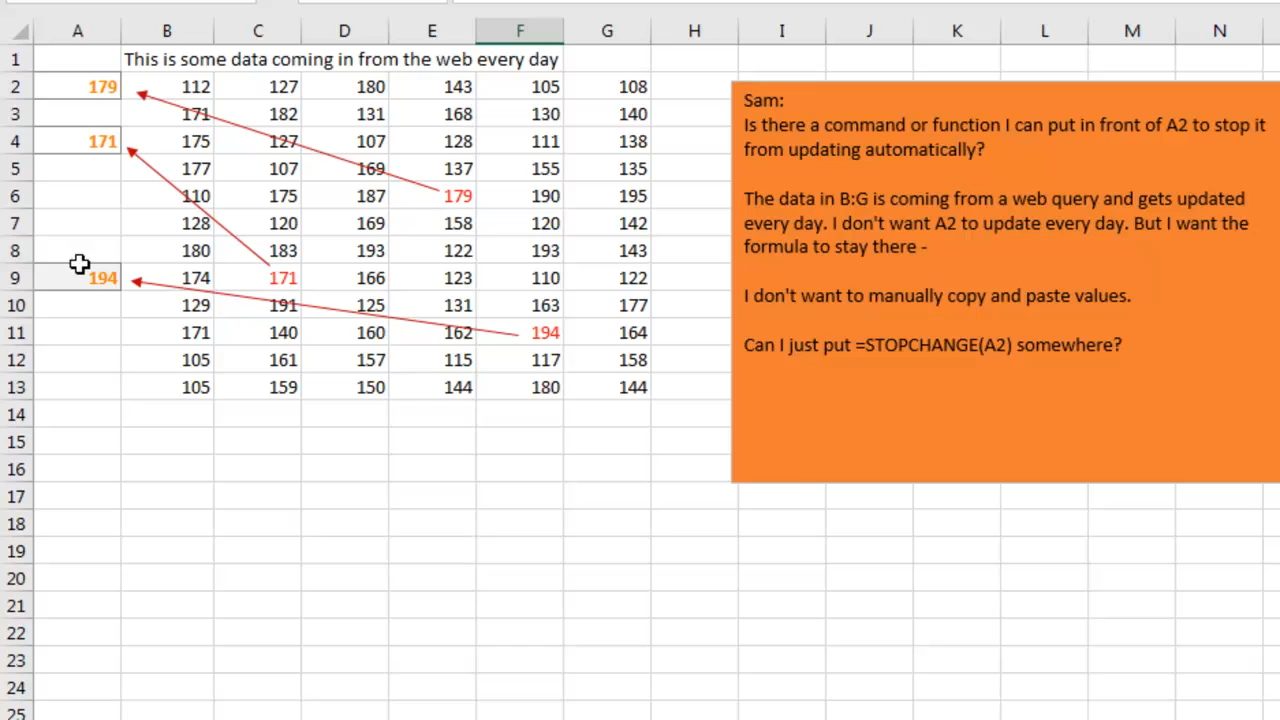 A B C D E F G H I J K L M N
1 This is some data coming in from the web every day
2 179 112 127 180 143 105 108
3 171 182 131 168 130 140
4 171 175 127 107 128 111 138
5 177 107 169 137 155 135
6 110 175 187 179 190 195
7 128 120 169 158 120 142
8 180 183 193 122 193 143
9 194 174 171 166 123 110 122
10 129 191 125 131 163 177
11 171 140 160 162 194 164
12 105 161 157 115 117 158
13 105 159 150 144 180 144
14
15
16
17
18
19
20
21
22
23
24
25
Sam:
Is there a command or function I can put in front of A2 to stop it
from updating automatically?
The data in B:G is coming from a web query and gets updated
every day. I don't want A2 to update every day. But I want the
formula to stay there -
I don't want to manually copy and paste values.
Can I just put =STOPCHANGE(A2) somewhere?